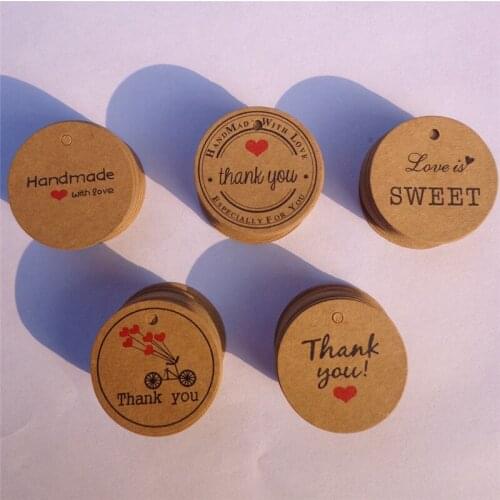 Handmade
with love
HANDMADE WITH LOVE
thank you
ESPECIALLY FOR YOU
Love is
SWEET
Thank you
Thank
you!